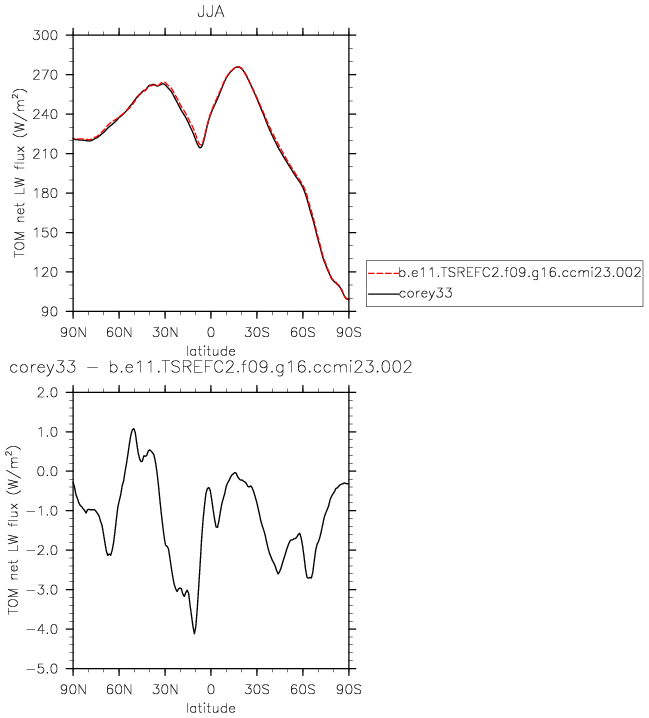 JJA
300
270
240
210
180
150
120
90
TOM net LW flux (W/m²)
90N 60N 30N 0 30S 60S 90S
latitude
b.e11.TSREFC2.f09.g16.ccmi23.002
corey33
corey33 − b.e11.TSREFC2.f09.g16.ccmi23.002
2.0
1.0
0.0
−1.0
−2.0
−3.0
−4.0
−5.0
TOM net LW flux (W/m²)
90N 60N 30N 0 30S 60S 90S
latitude